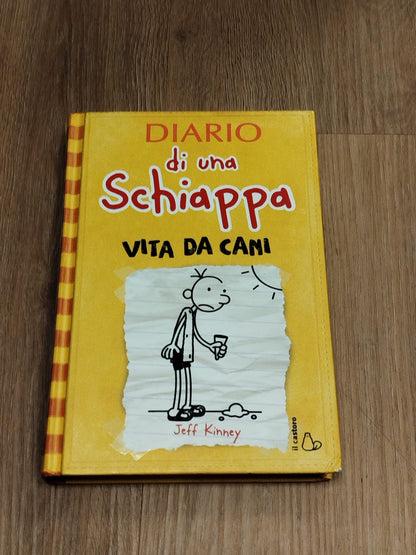 DIARIO
di una
Schiappa
VITA DA CANI
Jeff Kinney
il castoro